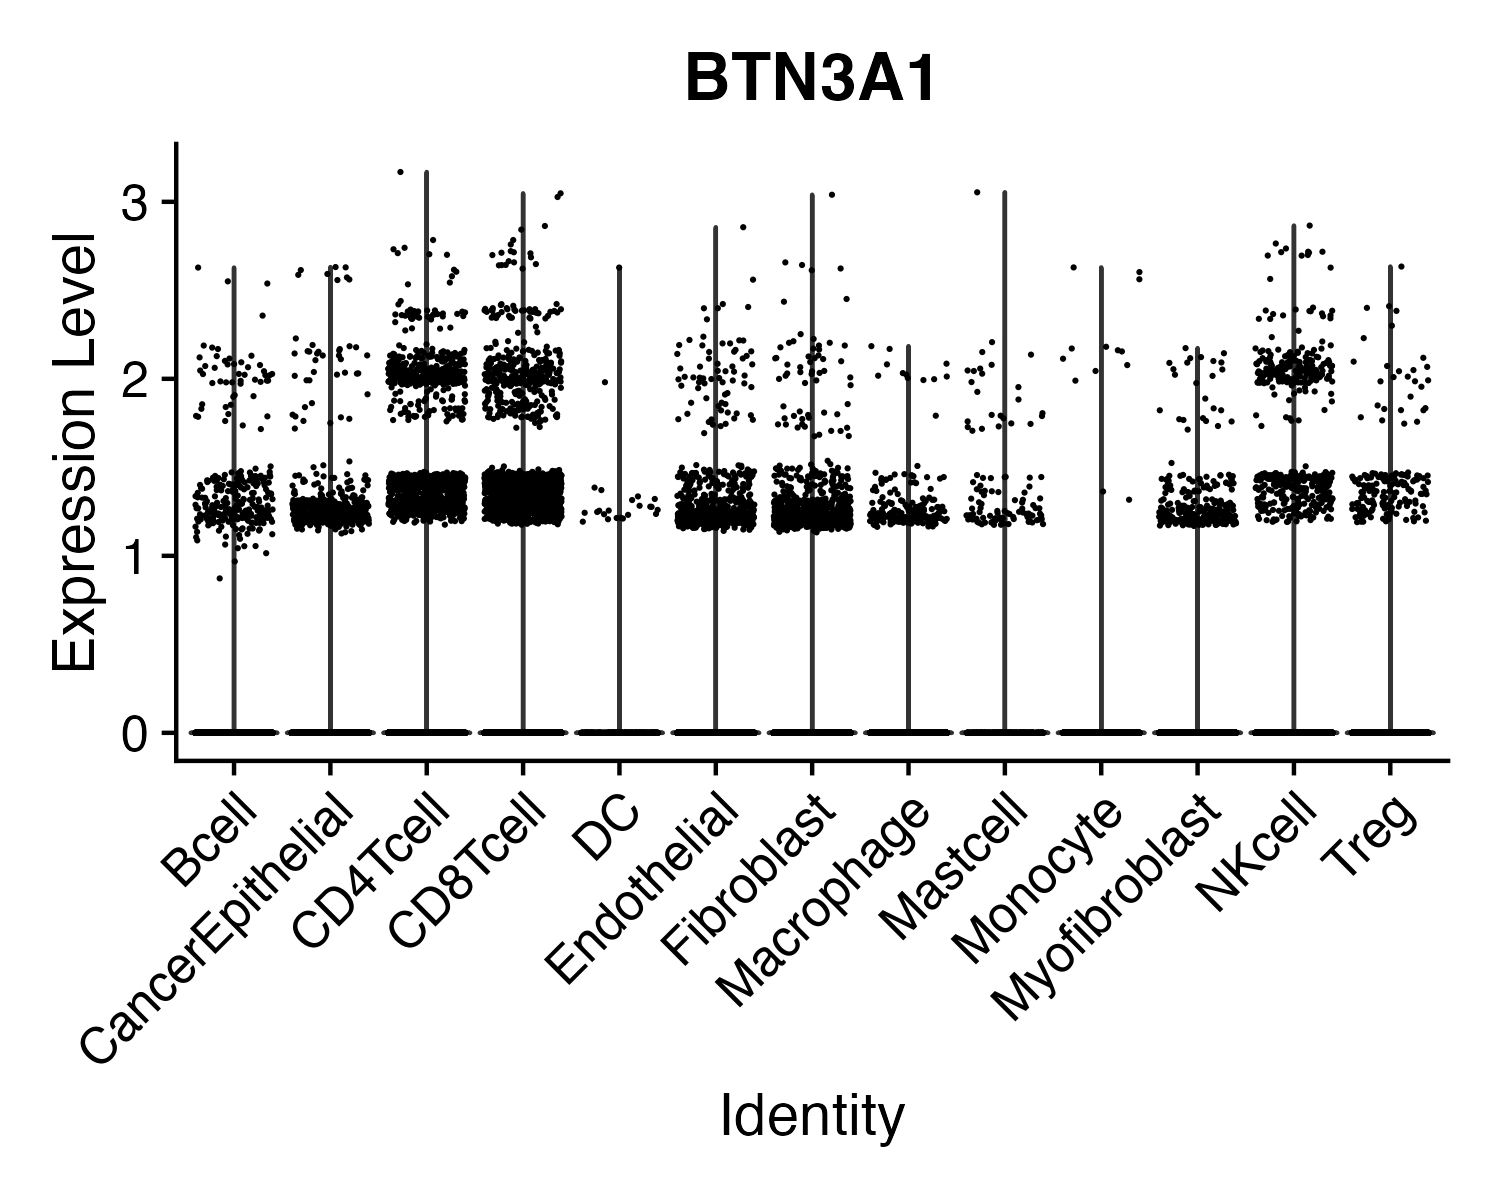 BTN3A1
Expression Level
3
2
1
0
Bcell
CancerEpithelial
CD4Tcell
CD8Tcell
DC
Endothelial
Fibroblast
Macrophage
Mastcell
Monocyte
Myofibroblast
NKcell
Treg
Identity